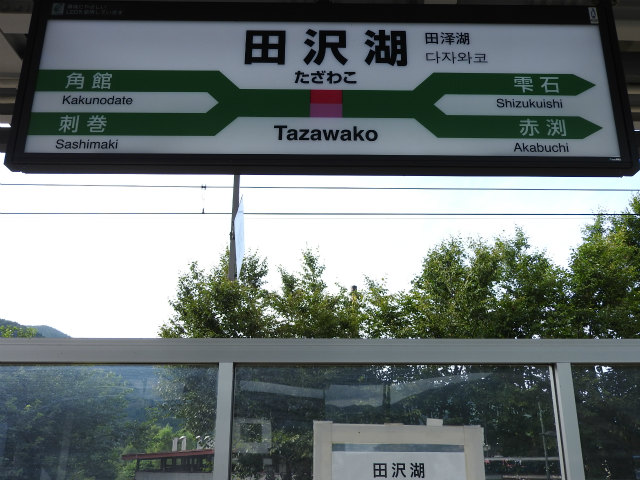 田沢湖
田泽湖
다자와코
たざわこ
Tazawako
角館
Kakunodate
刺巻
Sashimaki
雫石
Shizukuishi
赤渕
Akabuchi
田沢湖